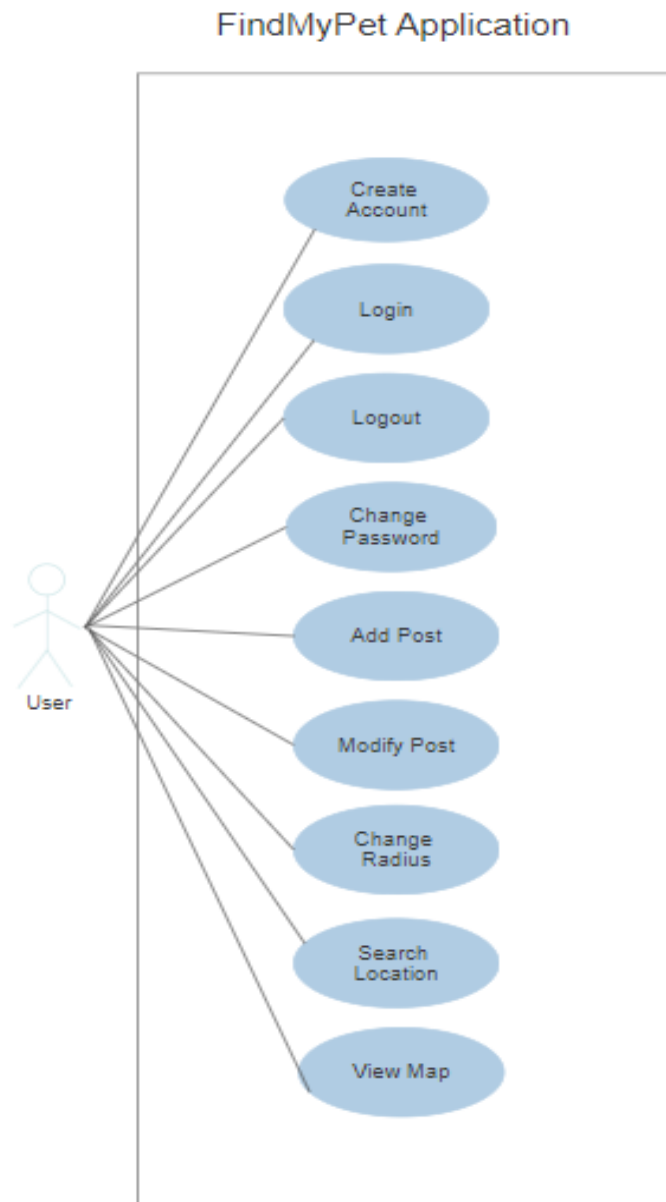 FindMyPet Application
Create
Account
Login
Logout
Change
Password
Add Post
User
Modify Post
Change
Radius
Search
Location
View Map